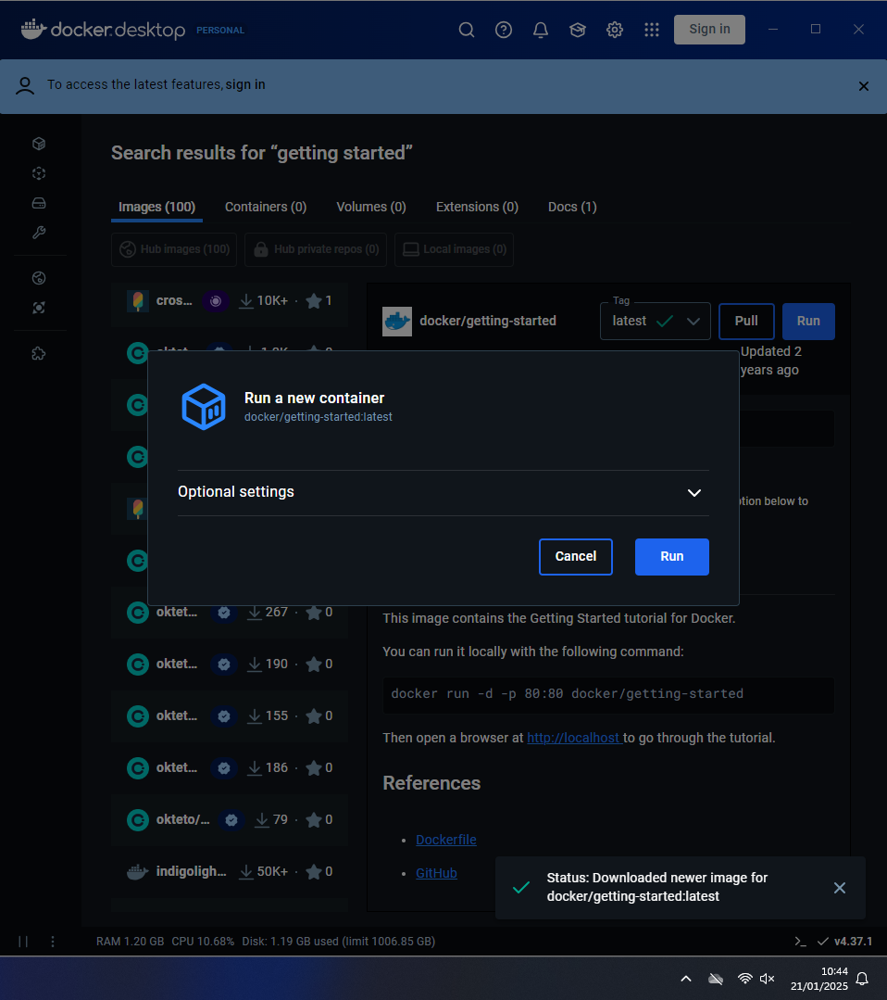 docker.desktop PERSONAL
Sign in
To access the latest features, sign in
Search results for “getting started”
Images (100) Containers (0) Volumes (0) Extensions (0) Docs (1)
Hub images (100) Hub private repos (0) Local images (0)
cros... 10K+ · 1
docker/getting-started
Tag
latest
Pull
Run
Updated 2
years ago
Run a new container
docker/getting-started:latest
Optional settings
Cancel
Run
below to
oktet... 267 · 0
oktet... 190 · 0
oktet... 155 · 0
oktet... 186 · 0
okteto/... 79 · 0
indigoligh... 50K+ · 0
This image contains the Getting Started tutorial for Docker.
You can run it locally with the following command:
docker run -d -p 80:80 docker/getting-started
Then open a browser at http://localhost to go through the tutorial.
References
• Dockerfile
• GitHub
Status: Downloaded newer image for
docker/getting-started:latest
RAM 1.20 GB CPU 10.68% Disk: 1.19 GB used (limit 1006.85 GB)
v4.37.1
10:44
21/01/2025